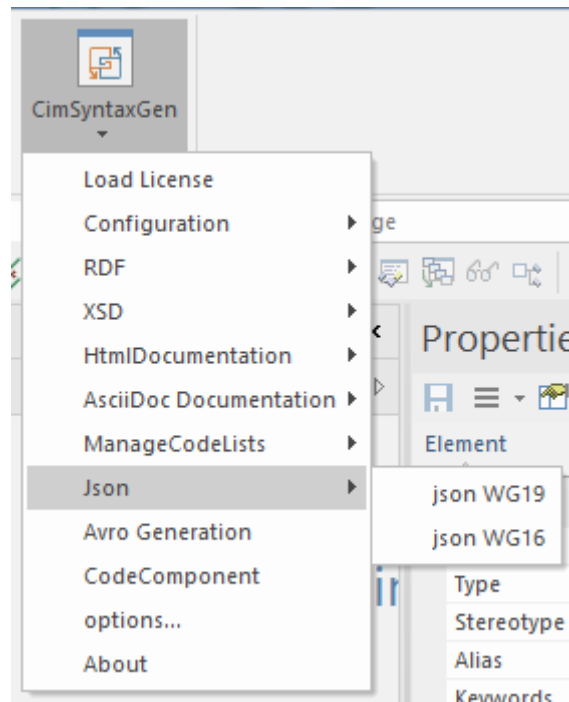 CimSyntaxGen
Load License
Configuration
ge
RDF
XSD
Propertie
HtmlDocumentation
AsciiDoc Documentation
ManageCodeLists
Element
Json
json WG19
Avro Generation
json WG16
CodeComponent
Type
options...
Stereotype
About
Alias
Keywords